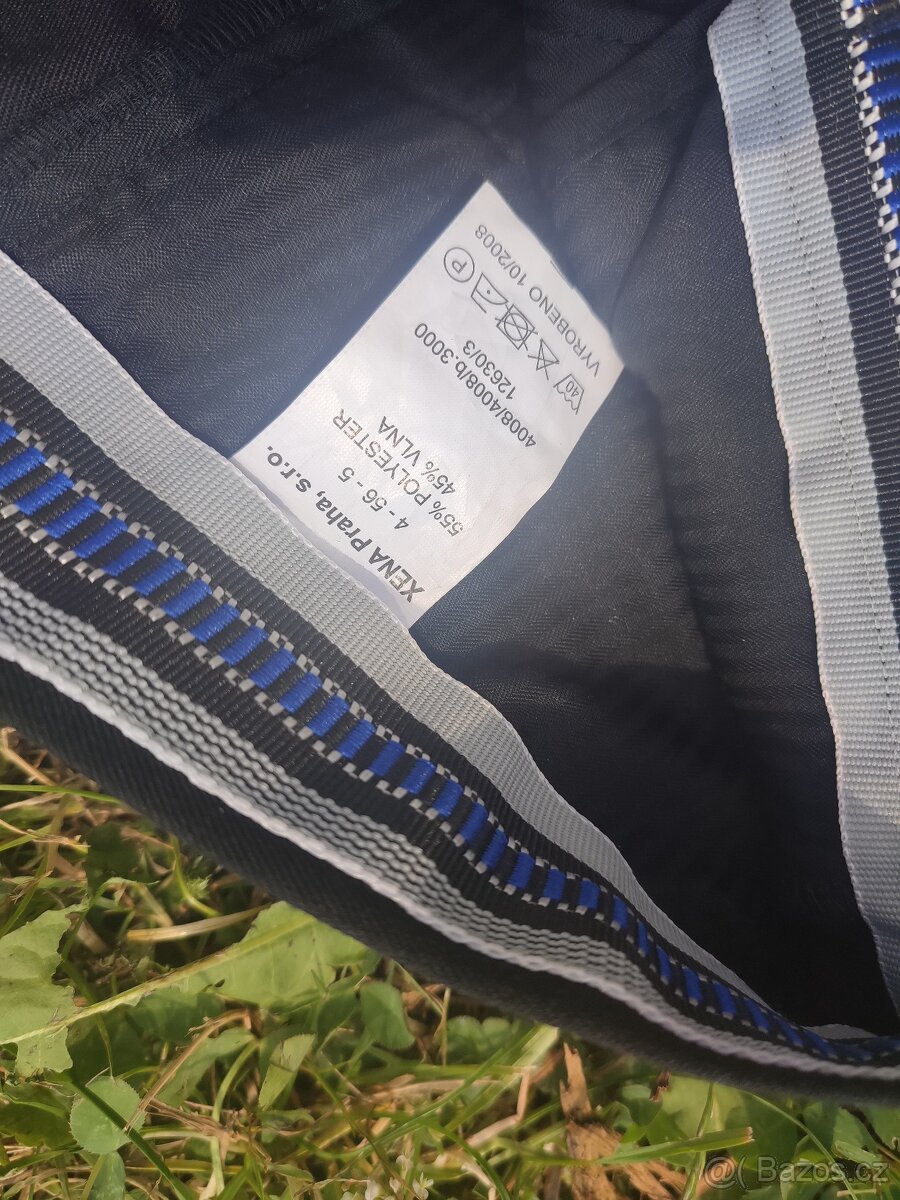 XENA Praha, s.r.o.
4 - 56 - 5
55% POLYESTER
45% VLNA
4008/4008/b.3000
12630/3
40 P
VYROBENO 10/2008
@( Bazos.cz